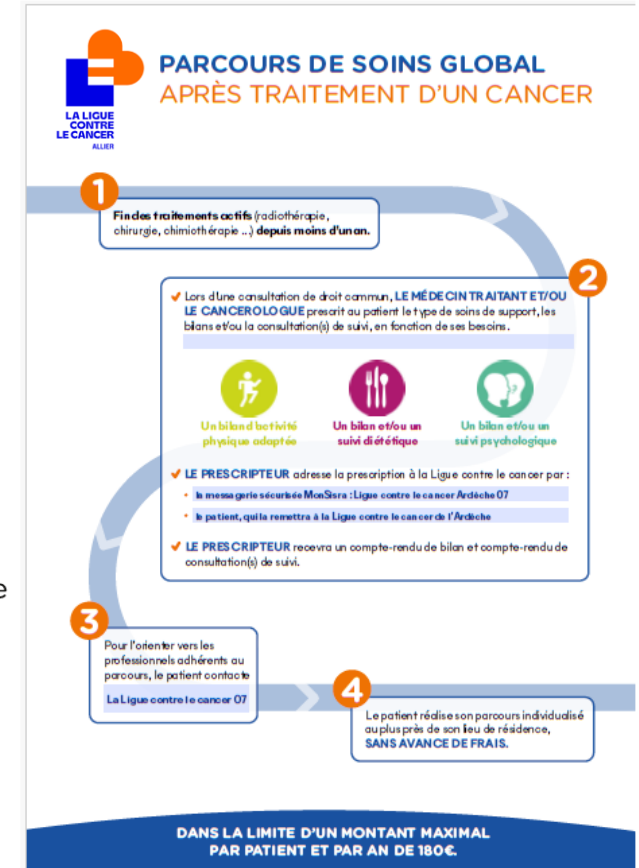 PARCOURS DE SOINS GLOBAL
APRÈS TRAITEMENT D'UN CANCER
LA LIGUE
CONTRE
LE CANCER
ALLIER
1
Fin des traitements actifs (radiothérapie,
chirurgie, chimiothérapie ...) depuis moins d'un an.
2
Lors d'une consultation de droit commun, LE MÉDECIN TRAITANT ET/OU
LE CANCEROLOGUE prescrit au patient le type de soins de support, les
bilans et/ou la consultation(s) de suivi, en fonction de ses besoins.
Un bilan d'activité
physique adaptée
Un bilan et/ou un
suivi diététique
Un bilan et/ou un
suivi psychologique
LE PRESCRIPTEUR adresse la prescription à la Ligue contre le cancer par :
• la messagerie sécurisée MonSisra : Ligue contre le cancer Ardèche 07
• le patient, qui la remettra à la Ligue contre le cancer de l'Ardèche
LE PRESCRIPTEUR recevra un compte-rendu de bilan et compte-rendu de
consultation(s) de suivi.
e
3
Pour l'orienter vers les
professionnels adhérents au
parcours, le patient contacte
La Ligue contre le cancer 07
4
Le patient réalise son parcours individualisé
au plus près de son lieu de résidence,
SANS AVANCE DE FRAIS.
DANS LA LIMITE D'UN MONTANT MAXIMAL
PAR PATIENT ET PAR AN DE 180€.